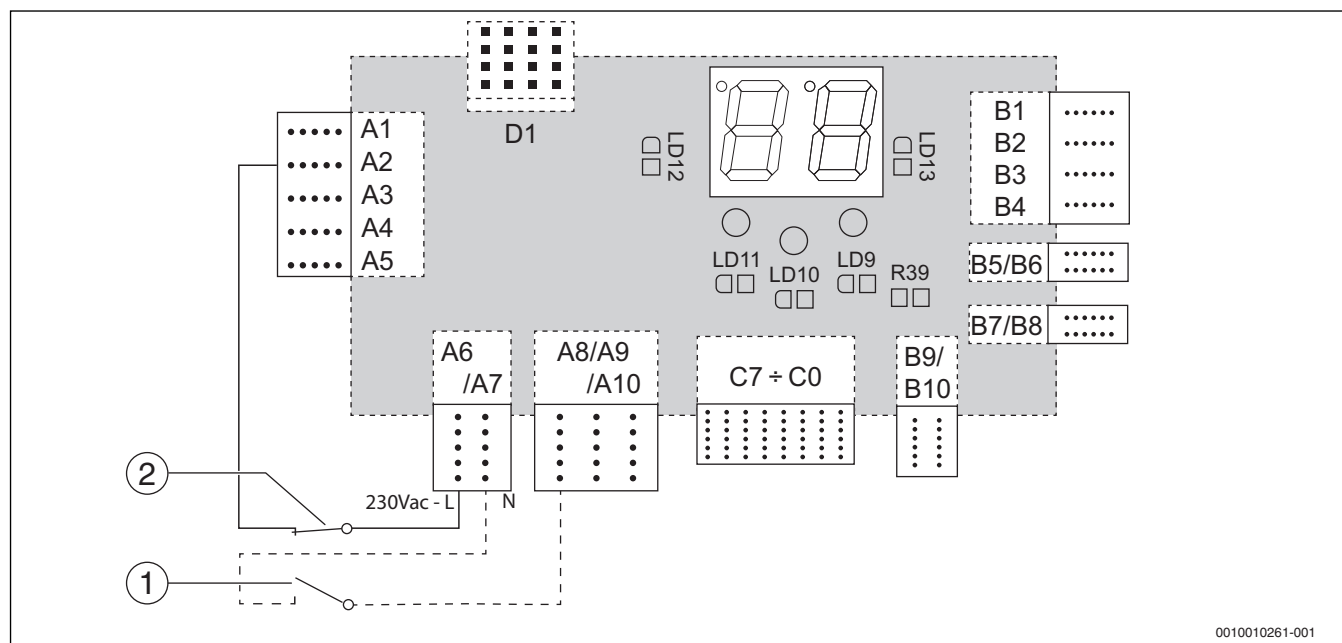 D1
A1
A2
A3
A4
A5
LD12
LD13
B1
B2
B3
B4
LD11
LD10
LD9
R39
B5/B6
B7/B8
A6
/A7
A8/A9
/A10
C7 ÷ C0
B9/
B10
2
230Vac - L
N
1
0010010261-001